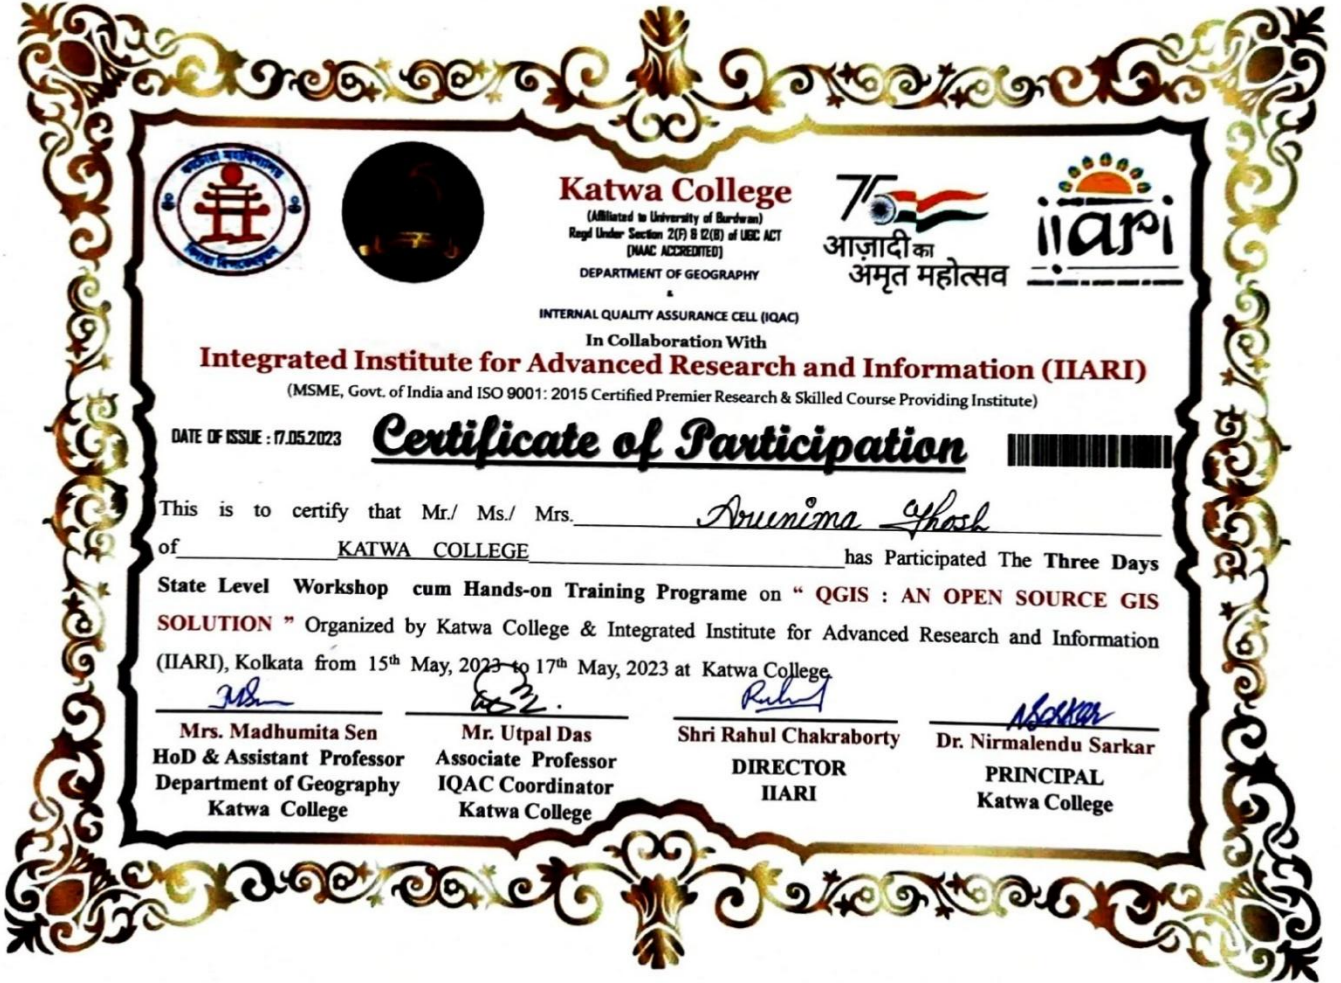 काटोया महाविद्यालय
Katwa College
(Affiliated to University of Burdwan)
Regd Under Section 2(F) & 12(B) of UGC ACT
(NAAC ACCREDITED)
DEPARTMENT OF GEOGRAPHY
&
INTERNAL QUALITY ASSURANCE CELL (IQAC)
75
आज़ादी का
अमृत महोत्सव
iiari
In Collaboration With
Integrated Institute for Advanced Research and Information (IIARI)
(MSME, Govt. of India and ISO 9001: 2015 Certified Premier Research & Skilled Course Providing Institute)
DATE OF ISSUE : 17.05.2023
Certificate of Participation
This is to certify that Mr./ Ms./ Mrs. Arunima Ghosh
of KATWA COLLEGE has Participated The Three Days
State Level Workshop cum Hands-on Training Programe on “ QGIS : AN OPEN SOURCE GIS
SOLUTION ” Organized by Katwa College & Integrated Institute for Advanced Research and Information
(IIARI), Kolkata from 15th May, 2023 to 17th May, 2023 at Katwa College.
Mrs. Madhumita Sen
HoD & Assistant Professor
Department of Geography
Katwa College
Mr. Utpal Das
Associate Professor
IQAC Coordinator
Katwa College
Rahul
Shri Rahul Chakraborty
DIRECTOR
IIARI
NSarkar
Dr. Nirmalendu Sarkar
PRINCIPAL
Katwa College